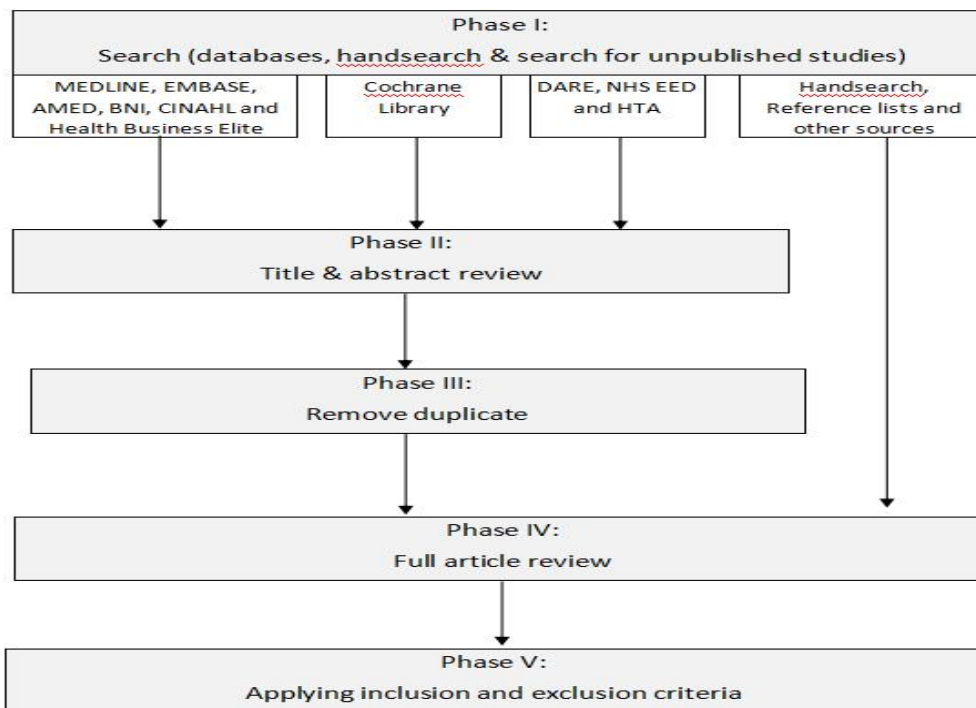 Phase I:
Search (databases, handsearch & search for unpublished studies)
MEDLINE, EMBASE,
AMED, BNI, CINAHL and
Health Business Elite
Cochrane
Library
DARE, NHS EED
and HTA
Handsearch,
Reference lists and
other sources
Phase II:
Title & abstract review
Phase III:
Remove duplicate
Phase IV:
Full article review
Phase V:
Applying inclusion and exclusion criteria